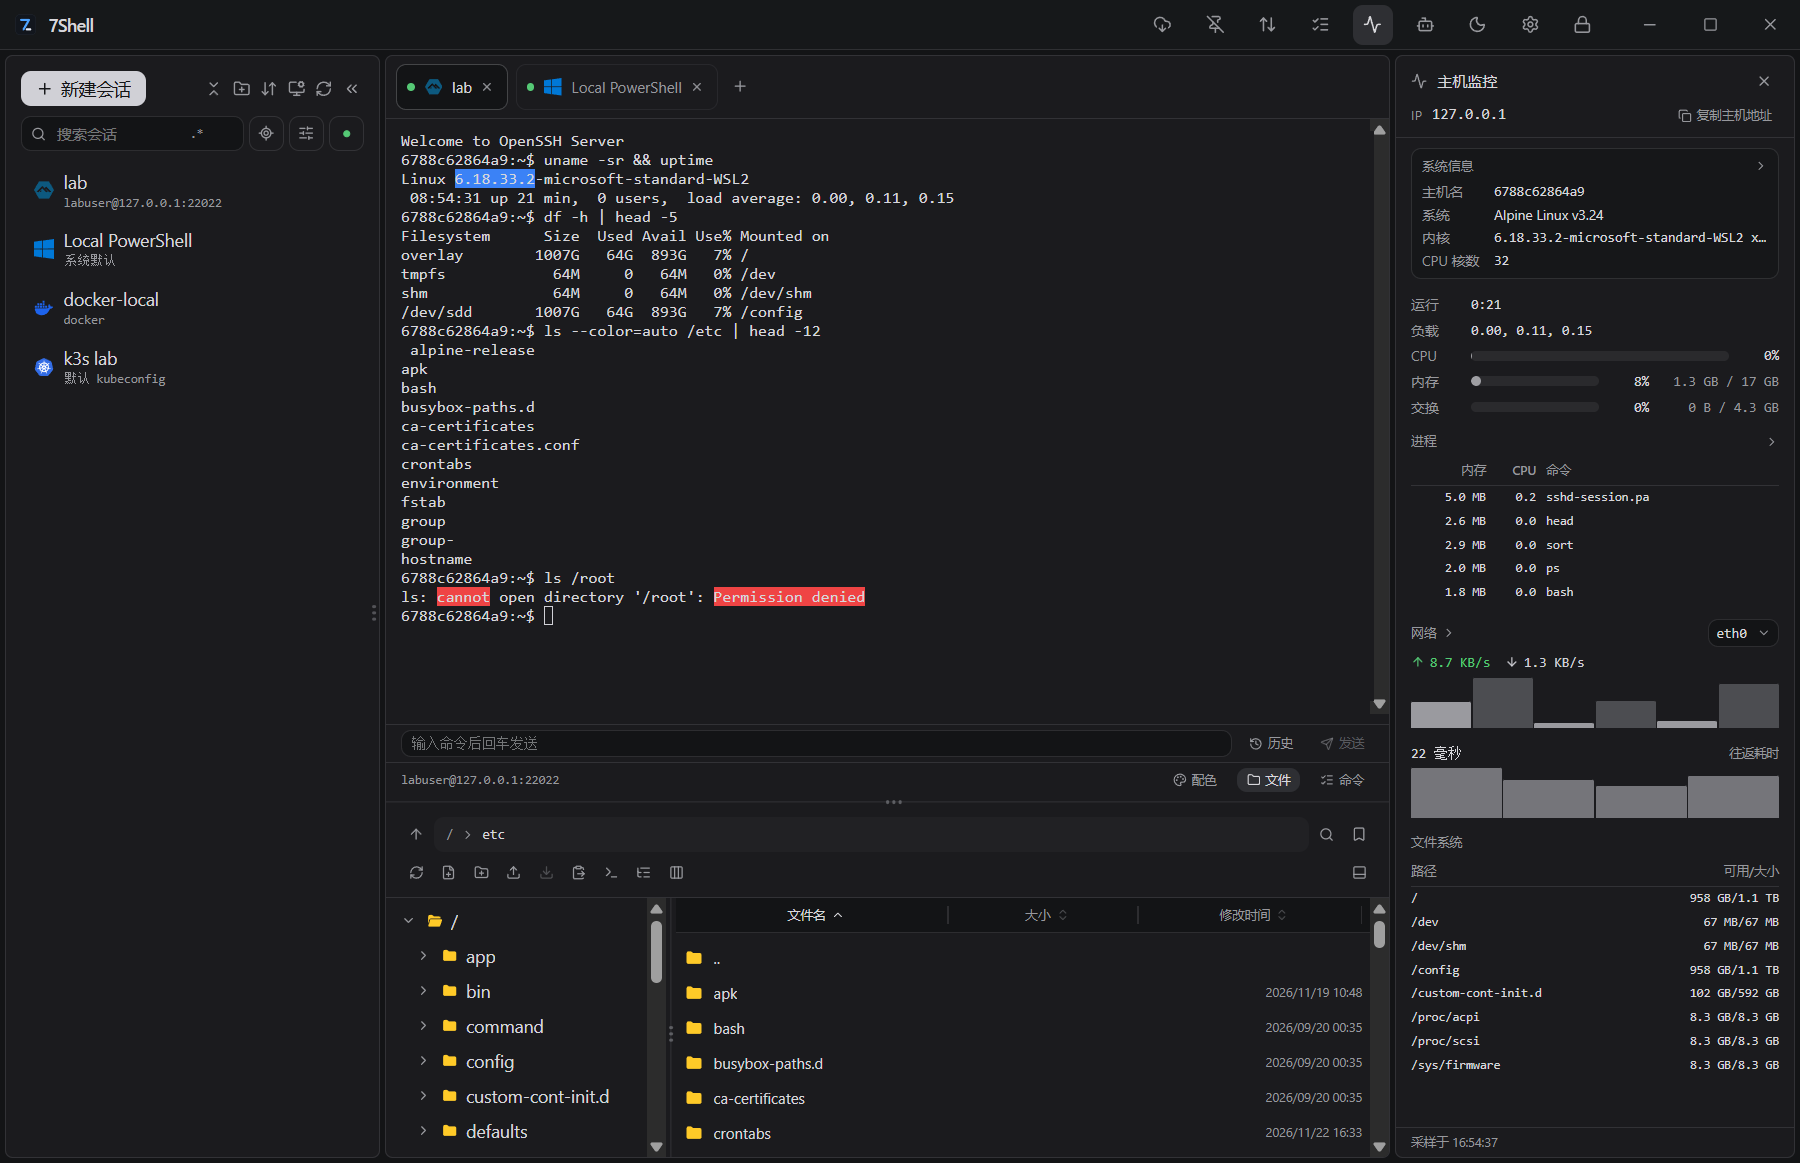 7Shell
新建会话
搜索会话 .*
lab
labuser@127.0.0.1:22022
Local PowerShell
系统默认
docker-local
docker
k3s lab
默认 kubeconfig
lab
Local PowerShell
Welcome to OpenSSH Server
6788c62864a9:~$ uname -sr && uptime
Linux 6.18.33.2-microsoft-standard-WSL2
08:54:31 up 21 min,  0 users,  load average: 0.00, 0.11, 0.15
6788c62864a9:~$ df -h | head -5
Filesystem      Size  Used Avail Use% Mounted on
overlay        1007G   64G  893G   7% /
tmpfs            64M     0   64M   0% /dev
shm              64M     0   64M   0% /dev/shm
/dev/sdd       1007G   64G  893G   7% /config
6788c62864a9:~$ ls --color=auto /etc | head -12
alpine-release
apk
bash
busybox-paths.d
ca-certificates
ca-certificates.conf
crontabs
environment
fstab
group
group-
hostname
6788c62864a9:~$ ls /root
ls: cannot open directory '/root': Permission denied
6788c62864a9:~$
输入命令后回车发送
历史
发送
labuser@127.0.0.1:22022
配色
文件
命令
/ > etc
/
app
bin
command
config
custom-cont-init.d
defaults
文件名 大小 修改时间
..
apk 2026/11/19 10:48
bash 2026/09/20 00:35
busybox-paths.d 2026/09/20 00:35
ca-certificates 2026/09/20 00:35
crontabs 2026/11/22 16:33
主机监控
IP 127.0.0.1 复制主机地址
系统信息
主机名 6788c62864a9
系统 Alpine Linux v3.24
内核 6.18.33.2-microsoft-standard-WSL2 x…
CPU 核数 32
运行 0:21
负载 0.00, 0.11, 0.15
CPU 0%
内存 8% 1.3 GB / 17 GB
交换 0% 0 B / 4.3 GB
进程
内存 CPU 命令
5.0 MB 0.2 sshd-session.pa
2.6 MB 0.0 head
2.9 MB 0.0 sort
2.0 MB 0.0 ps
1.8 MB 0.0 bash
网络 eth0
↑ 8.7 KB/s ↓ 1.3 KB/s
22 毫秒 往返耗时
文件系统
路径 可用/大小
/ 958 GB/1.1 TB
/dev 67 MB/67 MB
/dev/shm 67 MB/67 MB
/config 958 GB/1.1 TB
/custom-cont-init.d 102 GB/592 GB
/proc/acpi 8.3 GB/8.3 GB
/proc/scsi 8.3 GB/8.3 GB
/sys/firmware 8.3 GB/8.3 GB
采样于 16:54:37